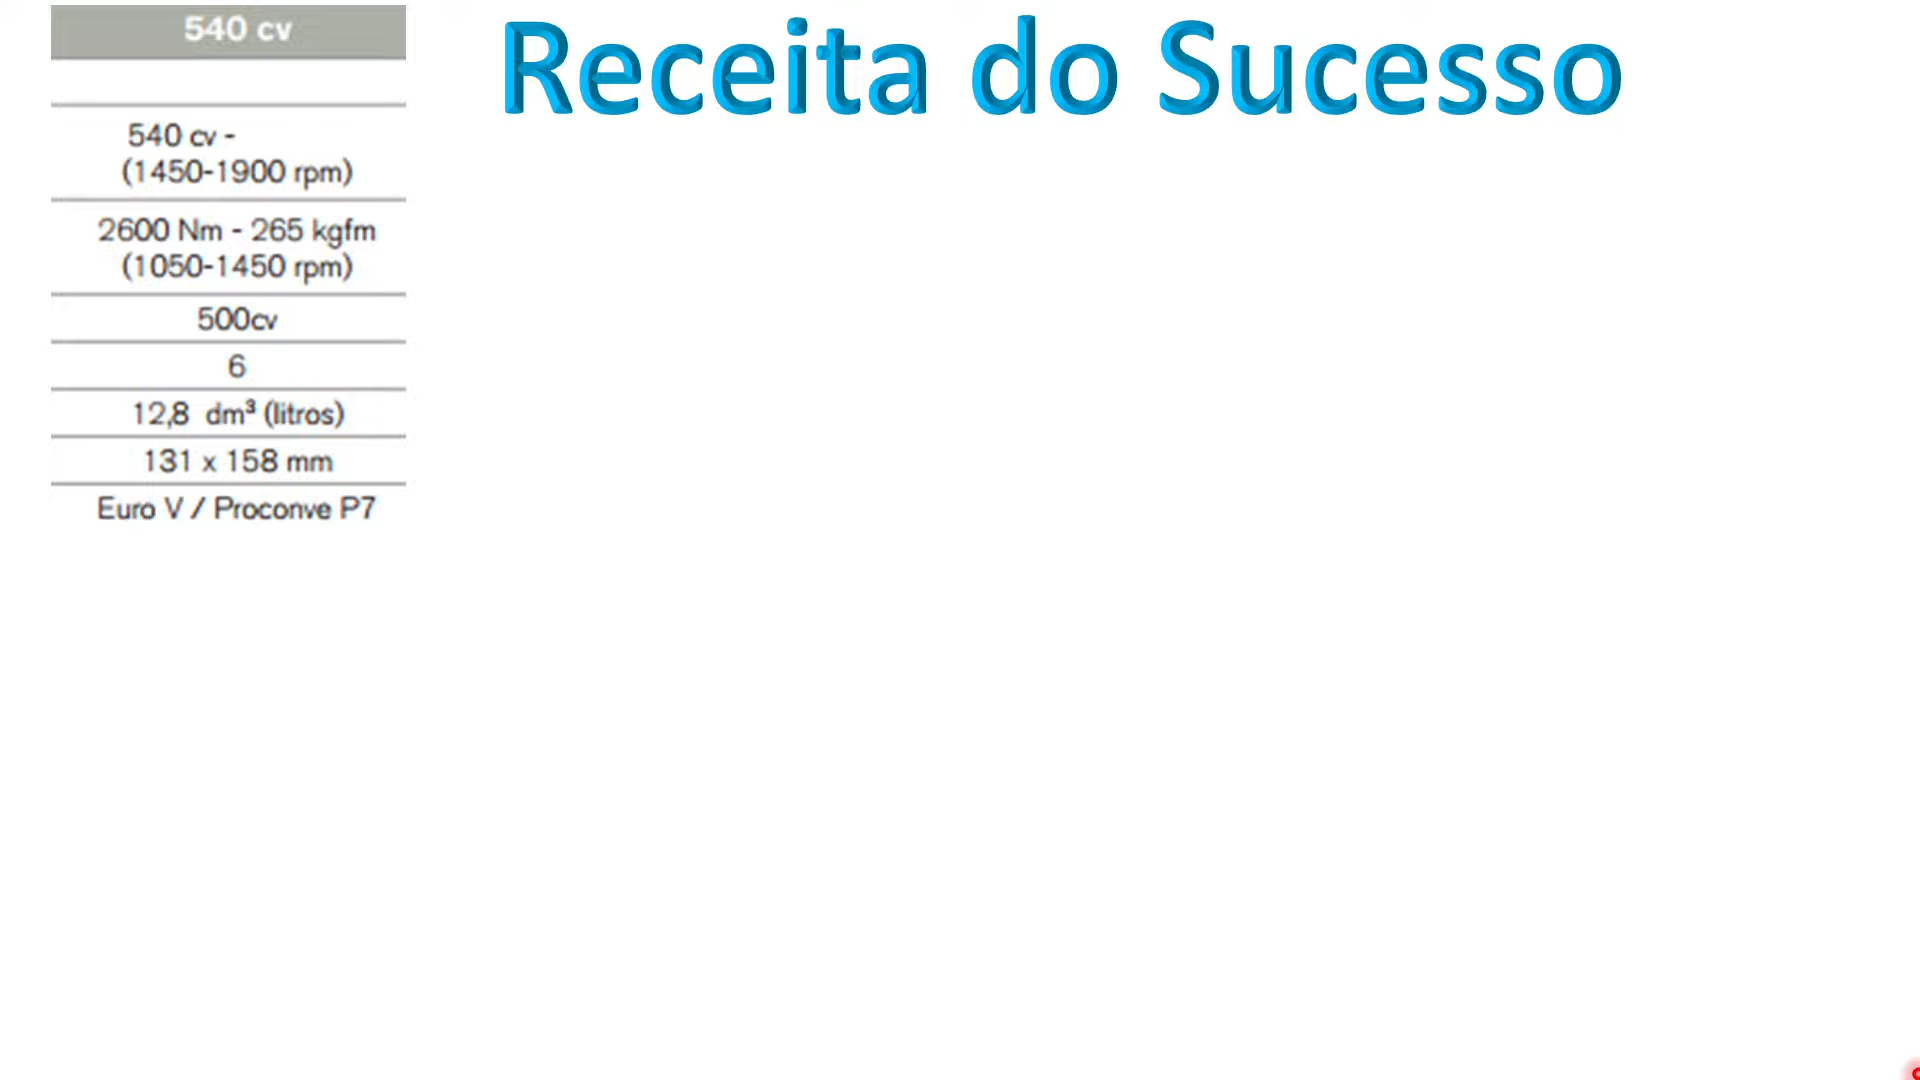 540 cv
Receita do Sucesso
540 cv -
(1450-1900 rpm)
2600 Nm - 265 kgfm
(1050-1450 rpm)
500cv
6
12,8 dm³ (litros)
131 x 158 mm
Euro V / Proconve P7